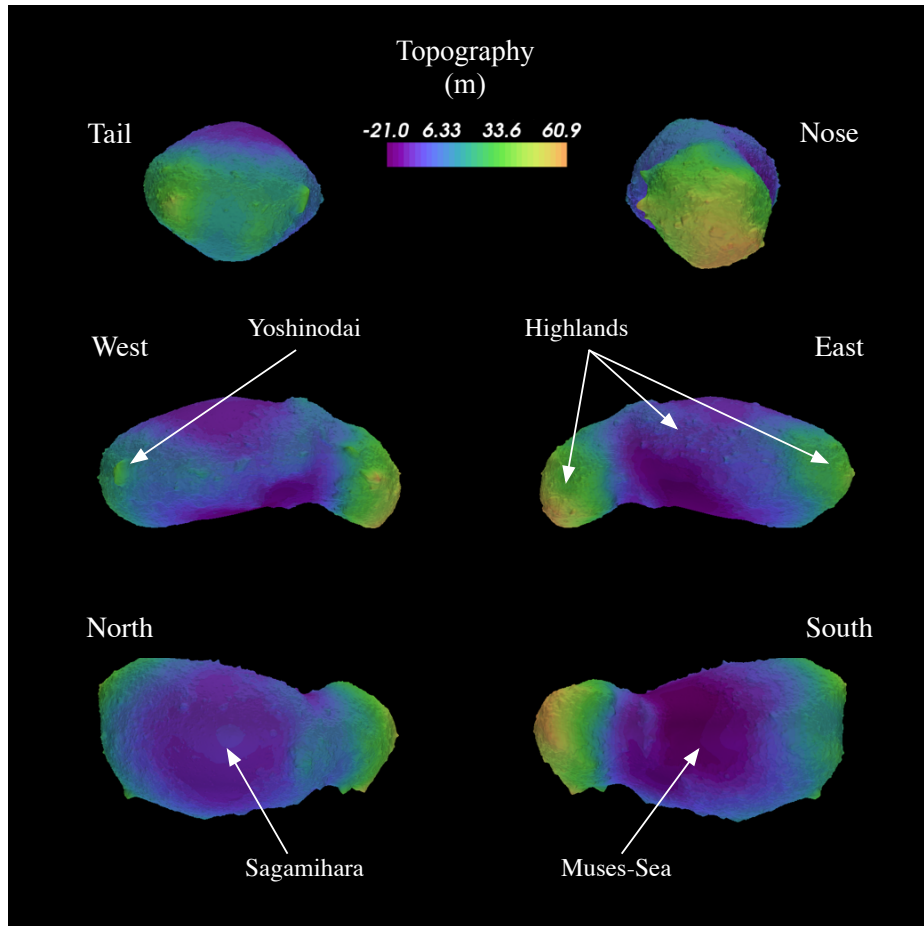 Topography
(m)
-21.0 6.33 33.6 60.9
Tail
Nose
Yoshinodai
Highlands
West
East
North
South
Sagamihara
Muses-Sea